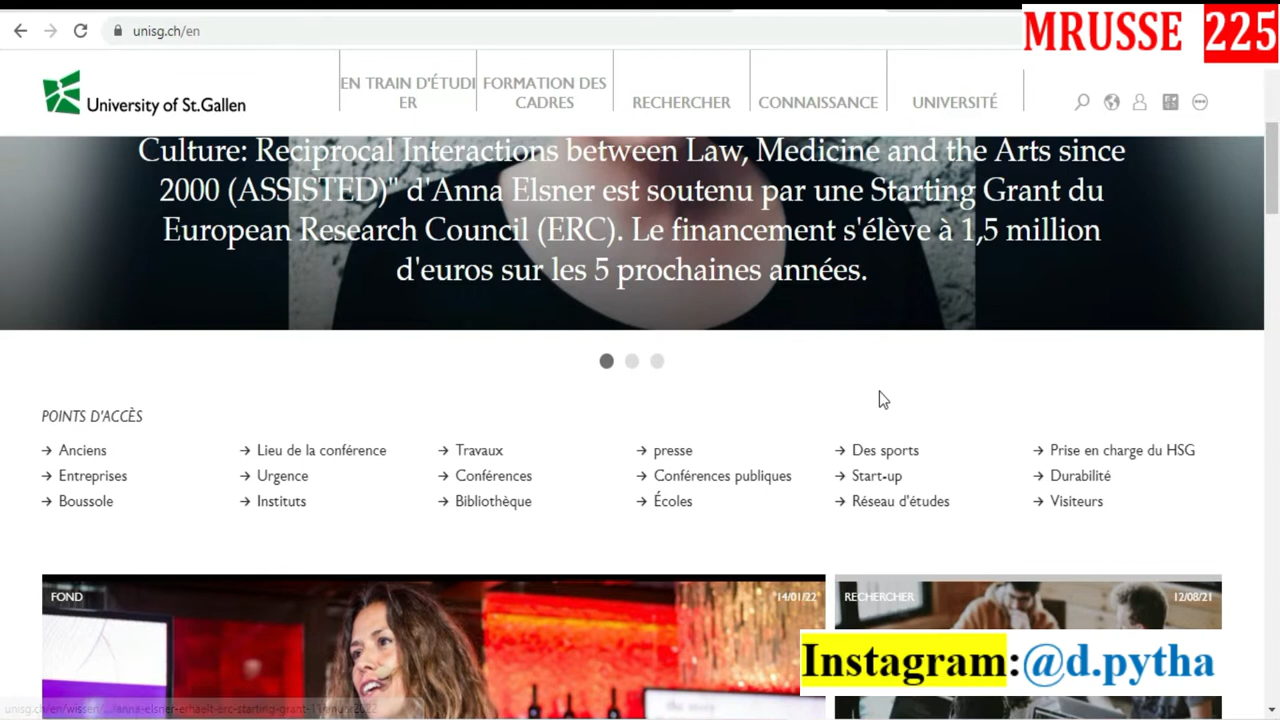 unisg.ch/en
MRUSSE 225
University of St.Gallen
EN TRAIN D'ÉTUDI
ER
FORMATION DES
CADRES
RECHERCHER
CONNAISSANCE
UNIVERSITÉ
Culture: Reciprocal Interactions between Law, Medicine and the Arts since
2000 (ASSISTED)" d'Anna Elsner est soutenu par une Starting Grant du
European Research Council (ERC). Le financement s'élève à 1,5 million
d'euros sur les 5 prochaines années.
POINTS D'ACCÈS
→ Anciens
→ Entreprises
→ Boussole
→ Lieu de la conférence
→ Urgence
→ Instituts
→ Travaux
→ Conférences
→ Bibliothèque
→ presse
→ Conférences publiques
→ Écoles
→ Des sports
→ Start-up
→ Réseau d'études
→ Prise en charge du HSG
→ Durabilité
→ Visiteurs
FOND
14/01/22
RECHERCHER
12/08/21
Instagram:@d.pytha